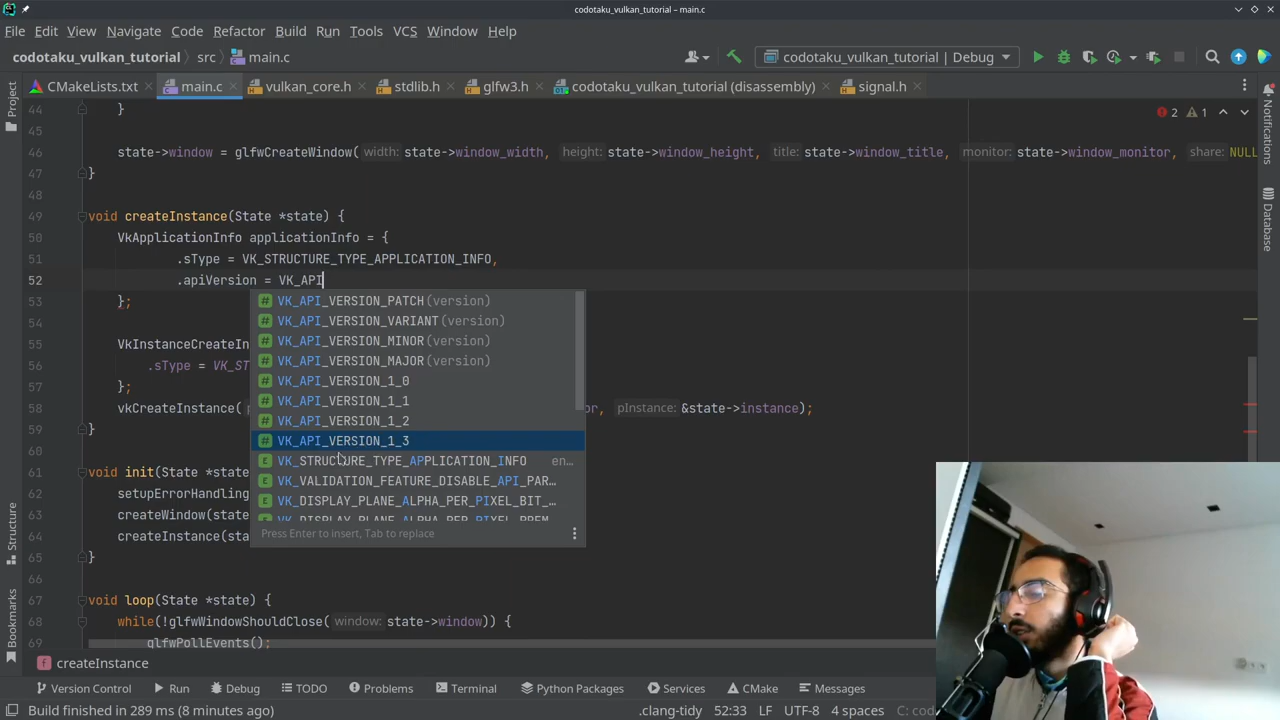 codotaku_vulkan_tutorial – main.c
File Edit View Navigate Code Refactor Build Run Tools VCS Window Help
codotaku_vulkan_tutorial › src › main.c
codotaku_vulkan_tutorial | Debug
CMakeLists.txt main.c vulkan_core.h stdlib.h glfw3.h codotaku_vulkan_tutorial (disassembly) signal.h
Project
Notifications
Database
Structure
Bookmarks
2 1
44 }
45
46 state->window = glfwCreateWindow( width: state->window_width, height: state->window_height, title: state->window_title, monitor: state->window_monitor, share: NULL
47 }
48
49 void createInstance(State *state) {
50 VkApplicationInfo applicationInfo = {
51 .sType = VK_STRUCTURE_TYPE_APPLICATION_INFO,
52 .apiVersion = VK_API
53 };
54
55 VkInstanceCreateIn
56 .sType = VK_ST
57 };
58 vkCreateInstance( or, pInstance: &state->instance);
59 }
60
61 void init(State *state
62 setupErrorHandling
63 createWindow(state
64 createInstance(sta
65 }
66
67 void loop(State *state) {
68 while(!glfwWindowShouldClose( window: state->window)) {
69 glfwPollEvents();
VK_API_VERSION_PATCH(version)
VK_API_VERSION_VARIANT(version)
VK_API_VERSION_MINOR(version)
VK_API_VERSION_MAJOR(version)
VK_API_VERSION_1_0
VK_API_VERSION_1_1
VK_API_VERSION_1_2
VK_API_VERSION_1_3
VK_STRUCTURE_TYPE_APPLICATION_INFO en…
VK_VALIDATION_FEATURE_DISABLE_API_PAR…
VK_DISPLAY_PLANE_ALPHA_PER_PIXEL_BIT_…
Press Enter to insert, Tab to replace
createInstance
Version Control Run Debug TODO Problems Terminal Python Packages Services CMake Messages
Build finished in 289 ms (8 minutes ago) .clang-tidy 52:33 LF UTF-8 4 spaces C: cod